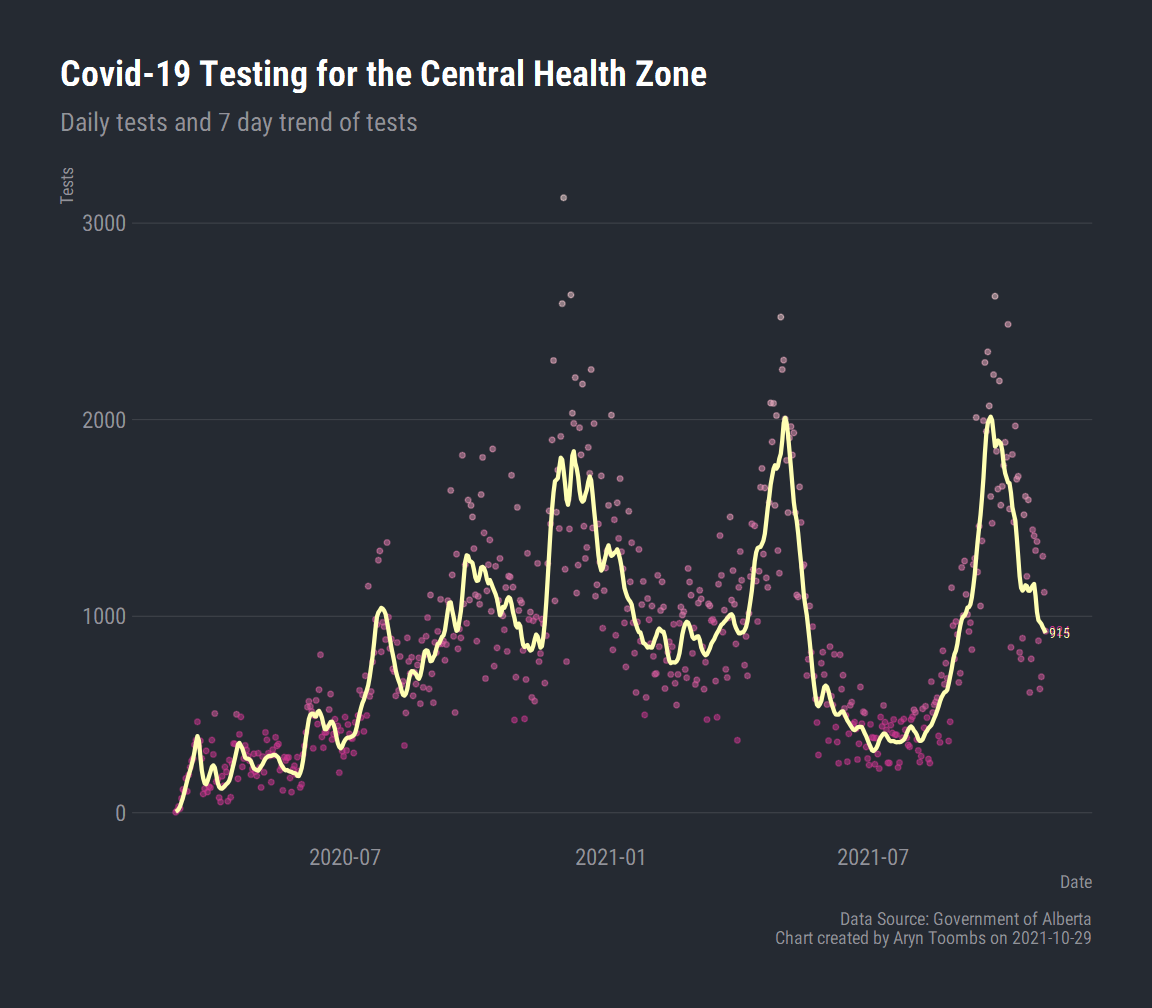 Covid-19 Testing for the Central Health Zone
Daily tests and 7 day trend of tests
Tests
3000
2000
1000
0
915
2020-07
2021-01
2021-07
Date
Data Source: Government of Alberta
Chart created by Aryn Toombs on 2021-10-29